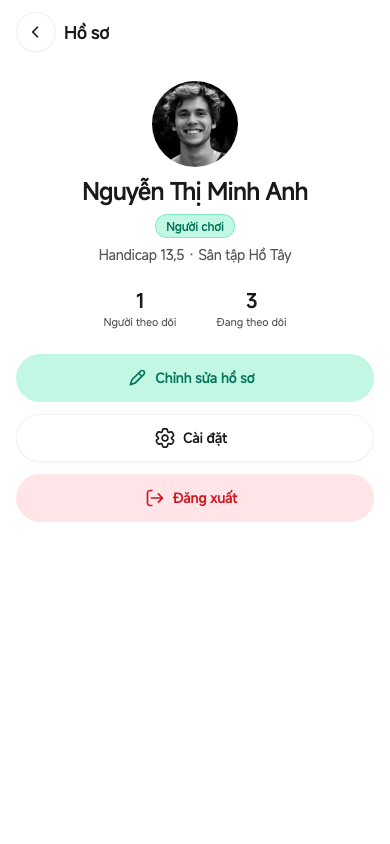 Hồ sơ
Nguyễn Thị Minh Anh
Người chơi
Handicap 13,5 · Sân tập Hồ Tây
1
Người theo dõi
3
Đang theo dõi
Chỉnh sửa hồ sơ
Cài đặt
Đăng xuất